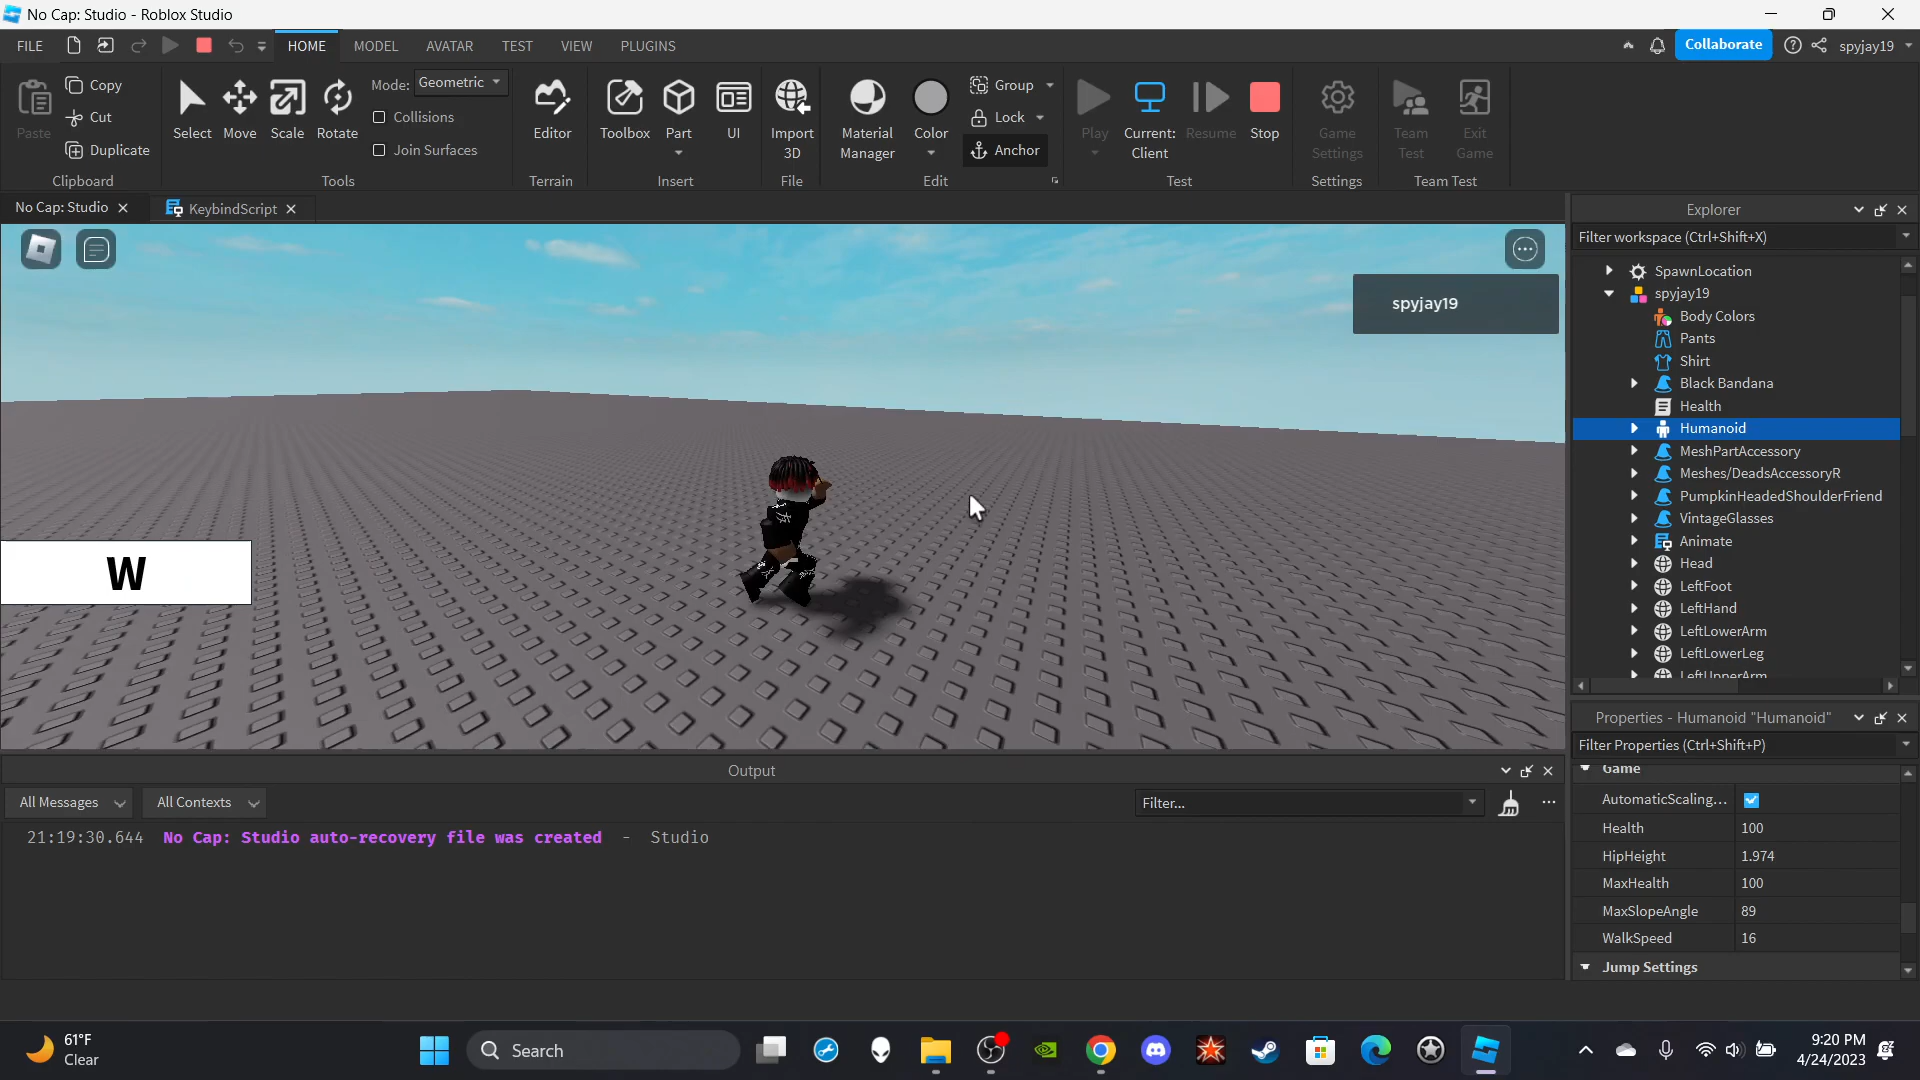 No Cap: Studio - Roblox Studio
FILE
HOME
MODEL
AVATAR
TEST
VIEW
PLUGINS
Collaborate
spyjay19
Paste
Copy
Cut
Duplicate
Clipboard
Select
Move
Scale
Rotate
Mode: Geometric
Collisions
Join Surfaces
Tools
Editor
Terrain
Toolbox
Part
UI
Insert
Import
3D
File
Material
Manager
Color
Group
Lock
Anchor
Edit
Play
Current:
Client
Resume
Stop
Test
Game
Settings
Settings
Team
Test
Exit
Game
Team Test
No Cap: Studio
KeybindScript
spyjay19
W
Explorer
Filter workspace (Ctrl+Shift+X)
SpawnLocation
spyjay19
Body Colors
Pants
Shirt
Black Bandana
Health
Humanoid
MeshPartAccessory
Meshes/DeadsAccessoryR
PumpkinHeadedShoulderFriend
VintageGlasses
Animate
Head
LeftFoot
LeftHand
LeftLowerArm
LeftLowerLeg
LeftUpperArm
Properties - Humanoid "Humanoid"
Filter Properties (Ctrl+Shift+P)
Game
AutomaticScaling...
Health 100
HipHeight 1.974
MaxHealth 100
MaxSlopeAngle 89
WalkSpeed 16
Jump Settings
Output
All Messages
All Contexts
Filter...
21:19:30.644 No Cap: Studio auto-recovery file was created - Studio
61°F
Clear
Search
9:20 PM
4/24/2023